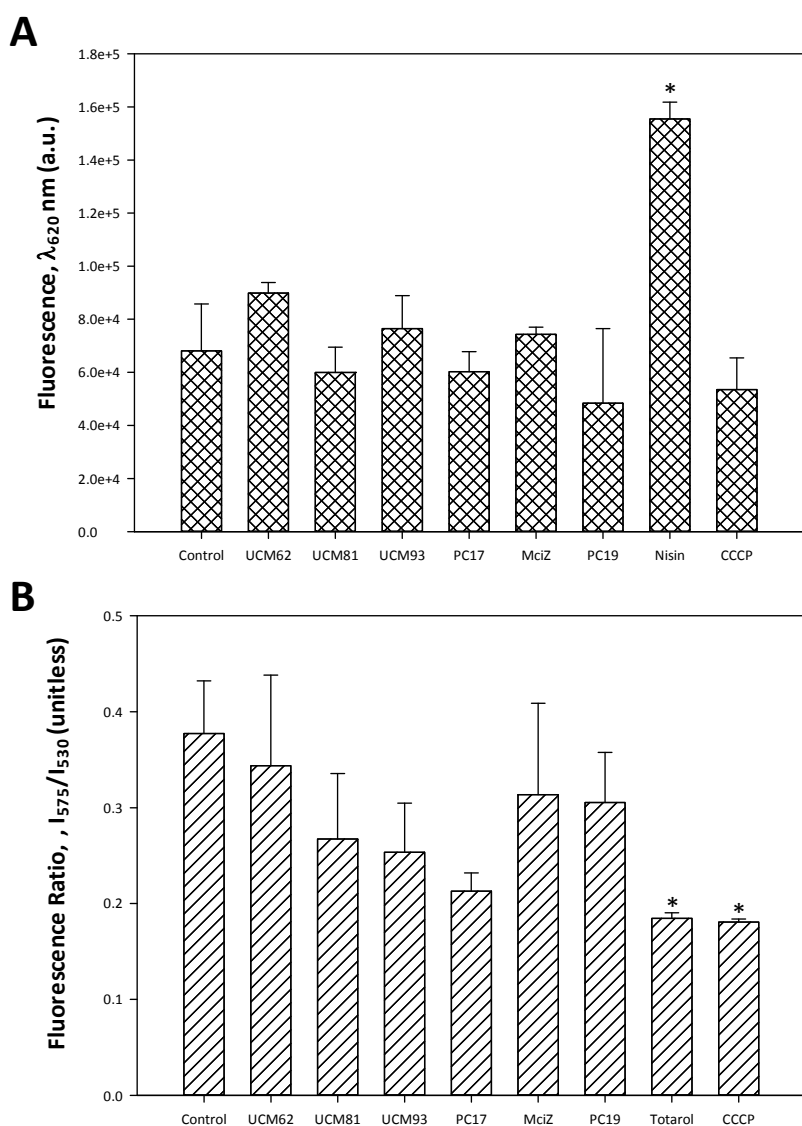 A
Fluorescence, λ620 nm (a.u.)
1.8e+5
1.6e+5
1.4e+5
1.2e+5
1.0e+5
8.0e+4
6.0e+4
4.0e+4
2.0e+4
0.0
*
Control UCM62 UCM81 UCM93 PC17 MciZ PC19 Nisin CCCP
B
Fluorescence Ratio, , I575/I530 (unitless)
0.5
0.4
0.3
0.2
0.1
0.0
* *
Control UCM62 UCM81 UCM93 PC17 MciZ PC19 Totarol CCCP